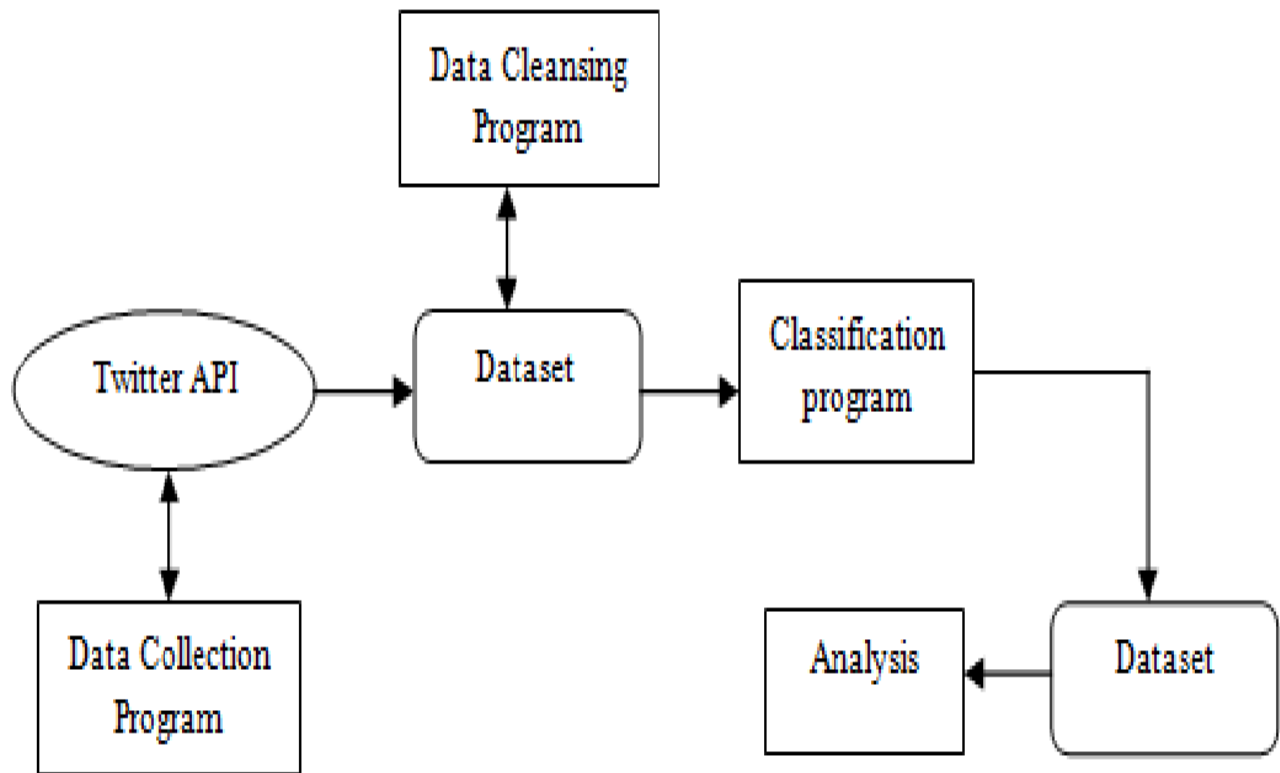 Data Cleansing
Program
Twitter API
Dataset
Classification
program
Data Collection
Program
Analysis
Dataset